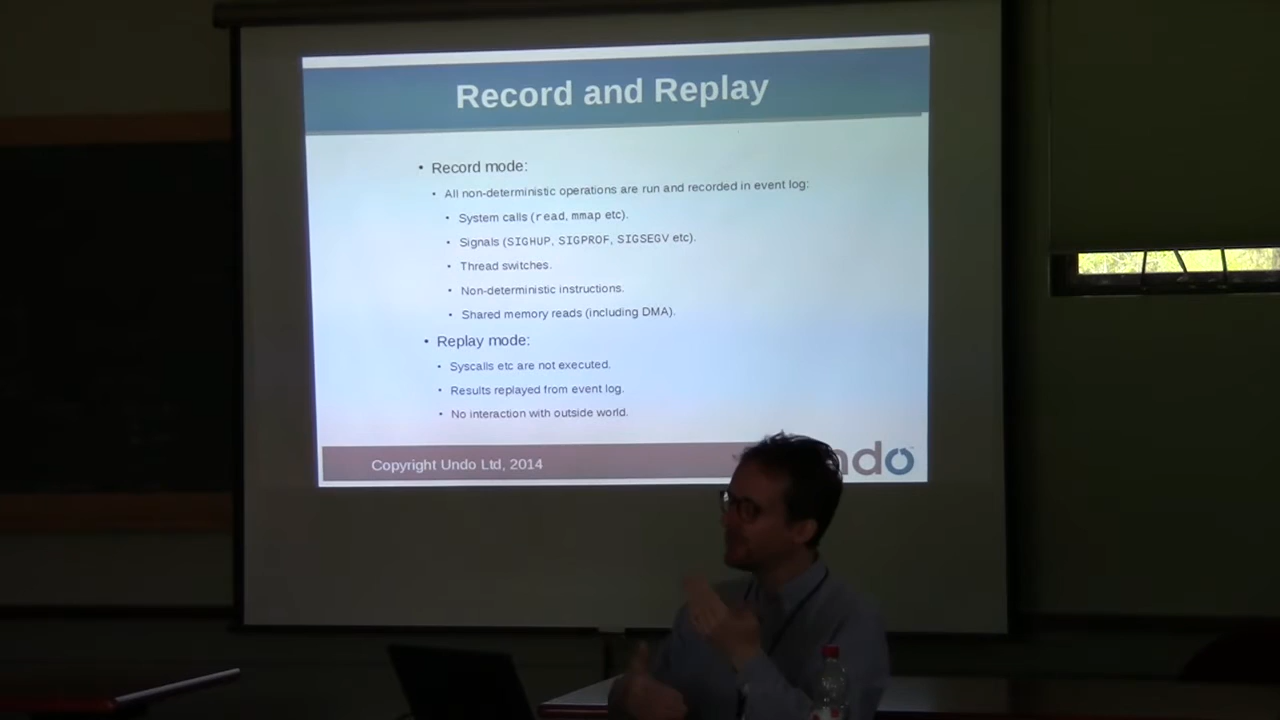 Record and Replay
• Record mode:
• All non-deterministic operations are run and recorded in event log:
• System calls (read, mmap etc).
• Signals (SIGHUP, SIGPROF, SIGSEGV etc).
• Thread switches.
• Non-deterministic instructions.
• Shared memory reads (including DMA).
• Replay mode:
• Syscalls etc are not executed.
• Results replayed from event log.
• No interaction with outside world.
Copyright Undo Ltd, 2014
ndo